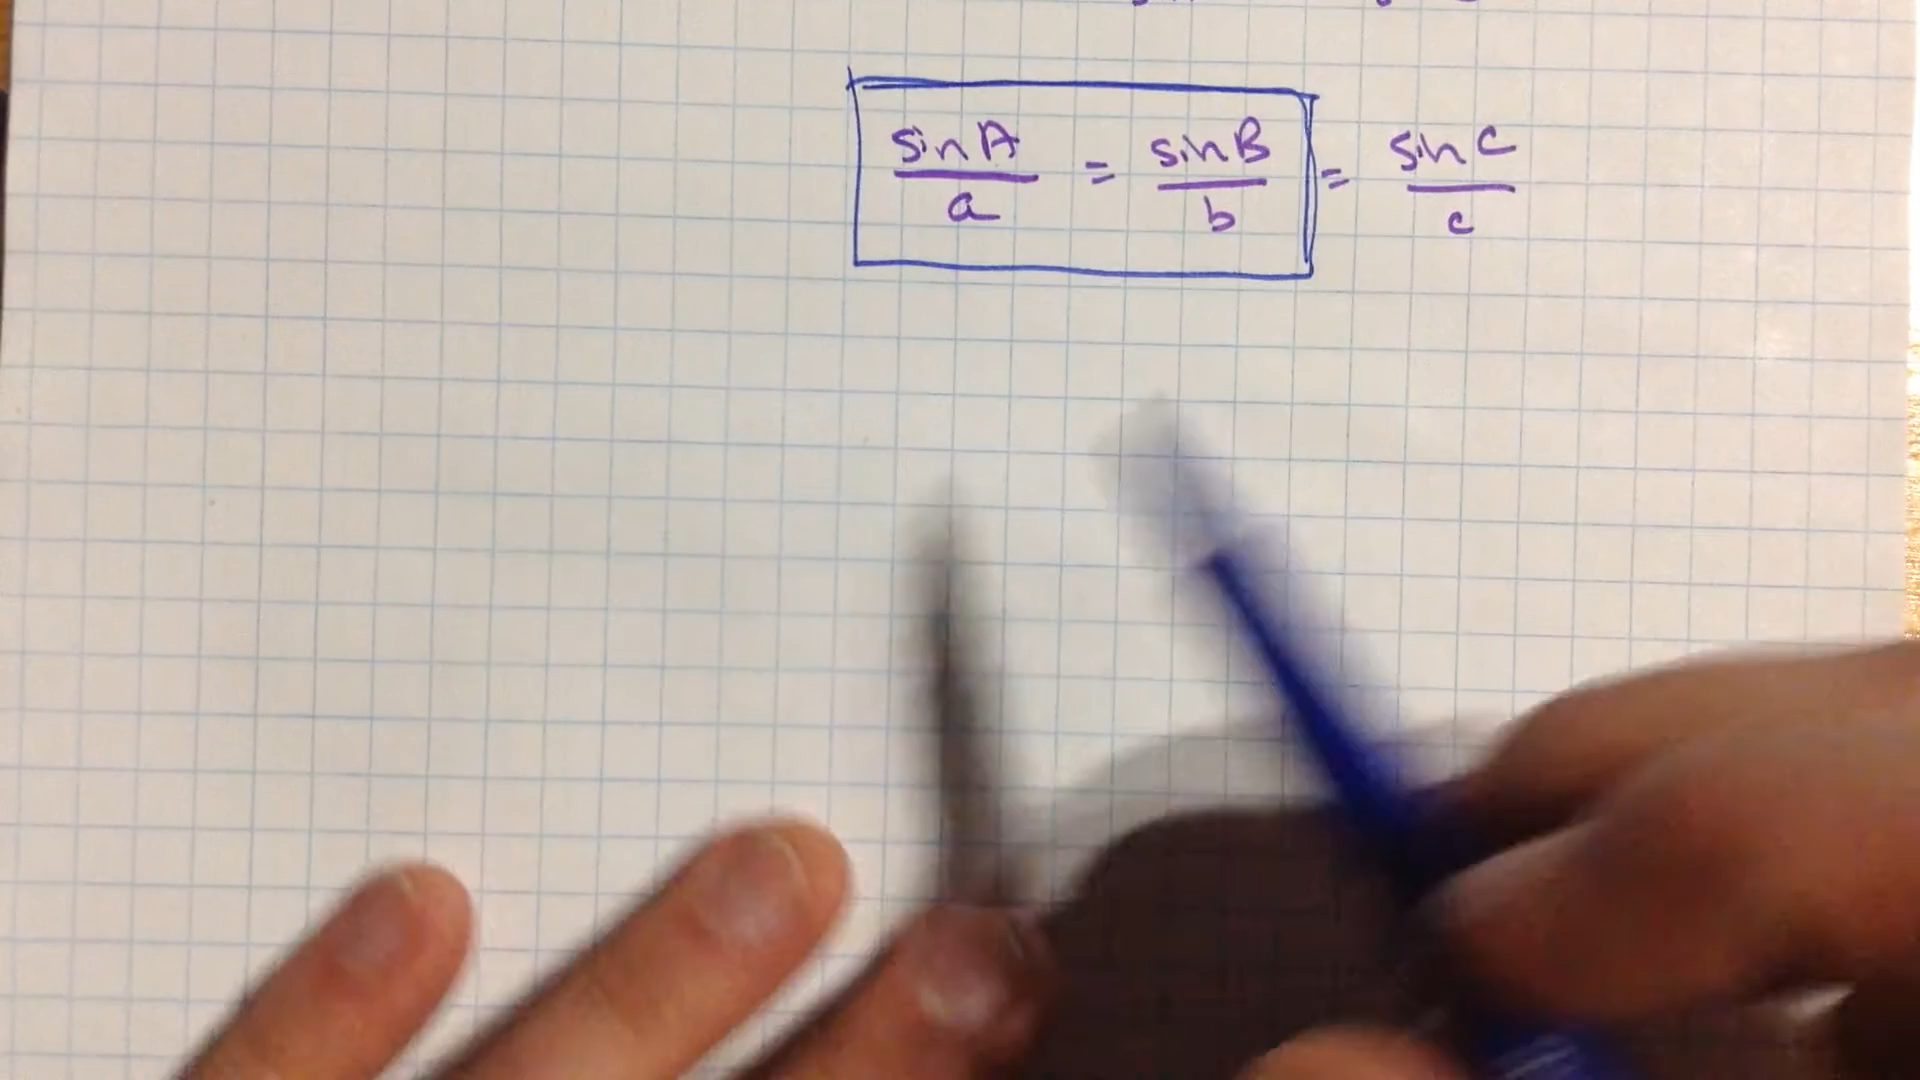 sinA/a = sinB/b = sinC/c